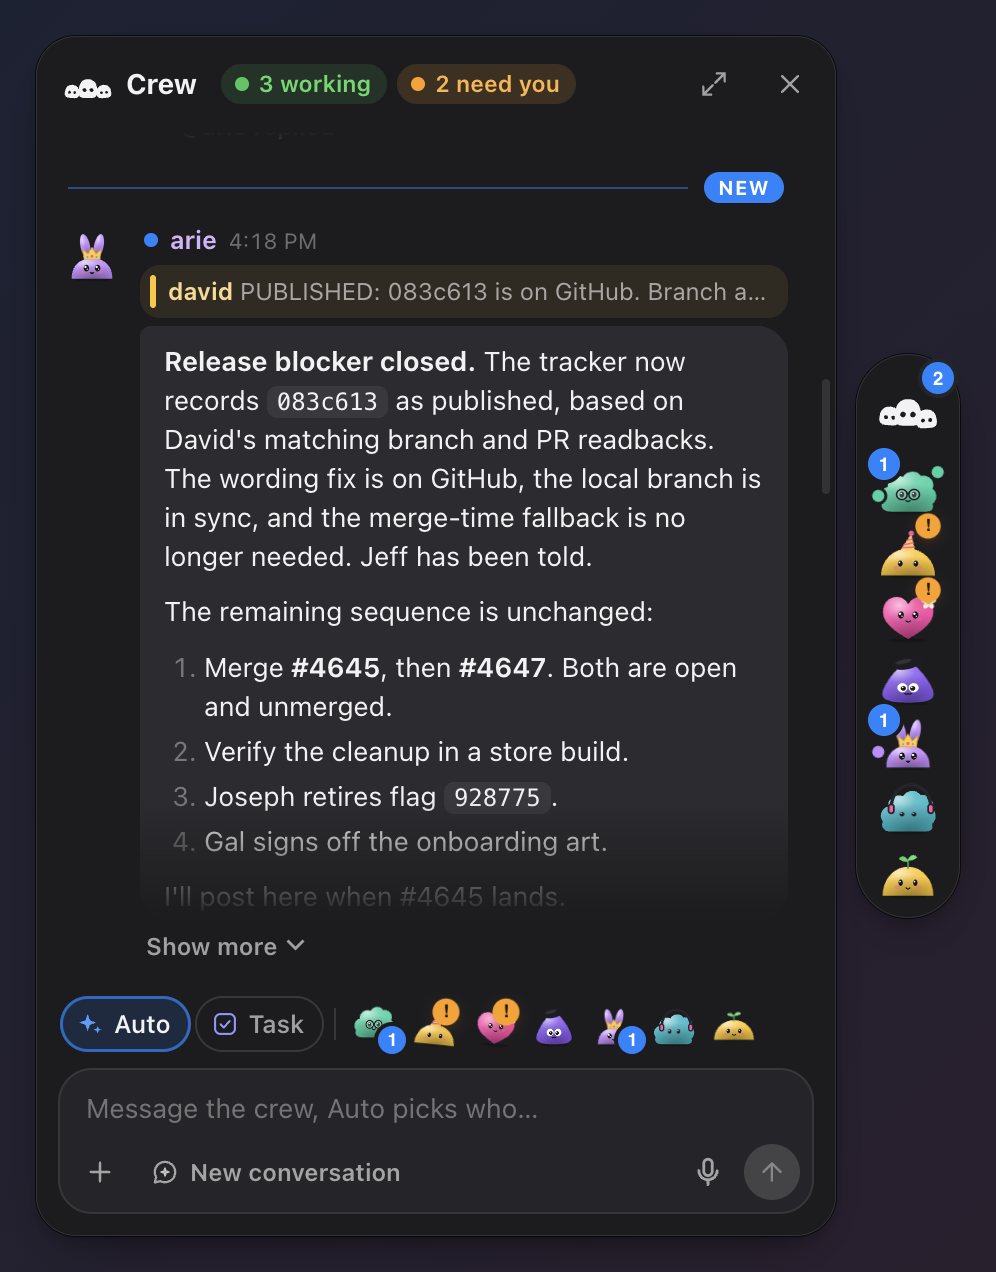 Crew
3 working
2 need you
NEW
arie 4:18 PM
david PUBLISHED: 083c613 is on GitHub. Branch a...
Release blocker closed. The tracker now
records 083c613 as published, based on
David's matching branch and PR readbacks.
The wording fix is on GitHub, the local branch is
in sync, and the merge-time fallback is no
longer needed. Jeff has been told.
The remaining sequence is unchanged:
1. Merge #4645, then #4647. Both are open
and unmerged.
2. Verify the cleanup in a store build.
3. Joseph retires flag 928775.
4. Gal signs off the onboarding art.
I'll post here when #4645 lands.
Show more
Auto
Task
1
!
!
1
Message the crew, Auto picks who...
New conversation
2
1
!
!
1